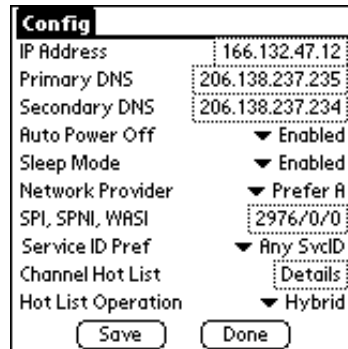 Config
IP Address 166.132.47.12
Primary DNS 206.138.237.235
Secondary DNS 206.138.237.234
Auto Power Off Enabled
Sleep Mode Enabled
Network Provider Prefer A
SPI, SPNI, WASI 2976/0/0
Service ID Pref Any SvcID
Channel Hot List Details
Hot List Operation Hybrid
Save Done